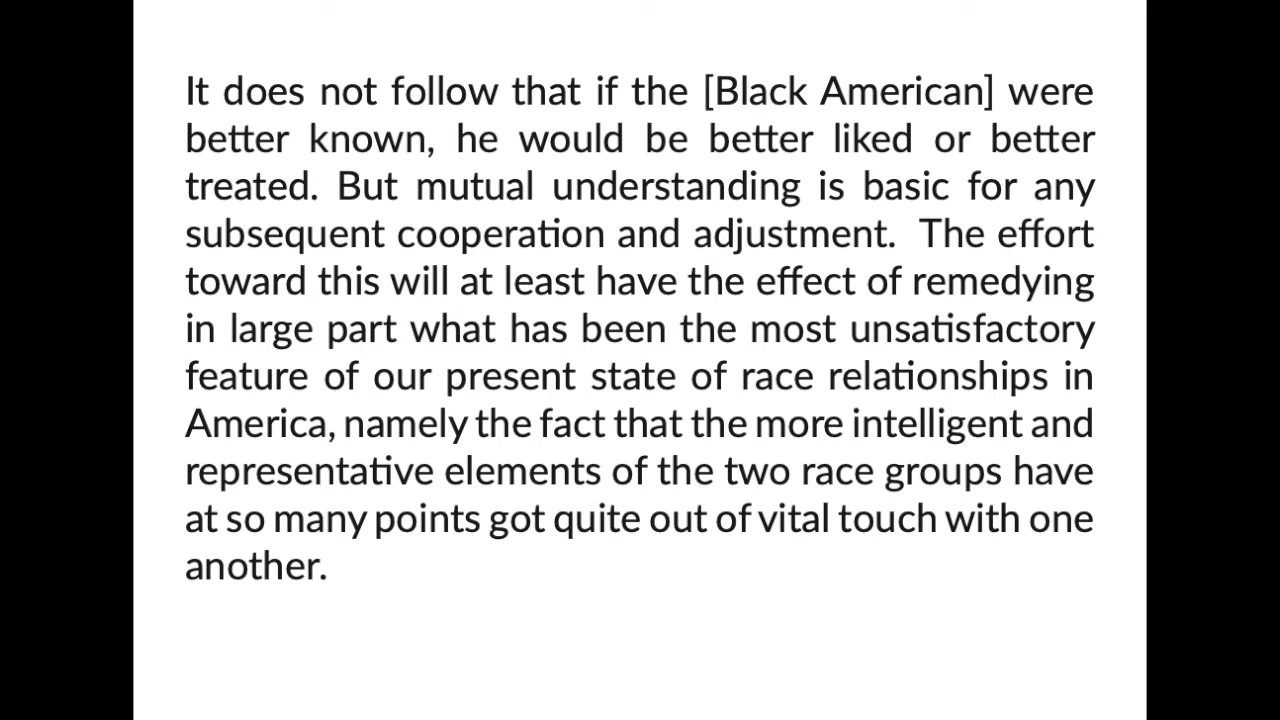 It does not follow that if the [Black American] were
better known, he would be better liked or better
treated. But mutual understanding is basic for any
subsequent cooperation and adjustment.  The effort
toward this will at least have the effect of remedying
in large part what has been the most unsatisfactory
feature of our present state of race relationships in
America, namely the fact that the more intelligent and
representative elements of the two race groups have
at so many points got quite out of vital touch with one
another.